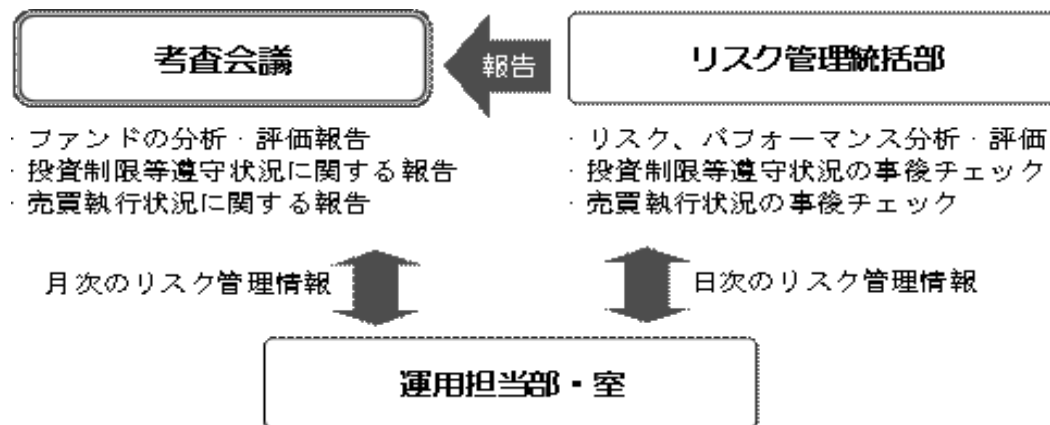 考査会議
報告
リスク管理統括部
・ファンドの分析・評価報告
・投資制限等遵守状況に関する報告
・売買執行状況に関する報告
・リスク、パフォーマンス分析・評価
・投資制限等遵守状況の事後チェック
・売買執行状況の事後チェック
月次のリスク管理情報
日次のリスク管理情報
運用担当部・室